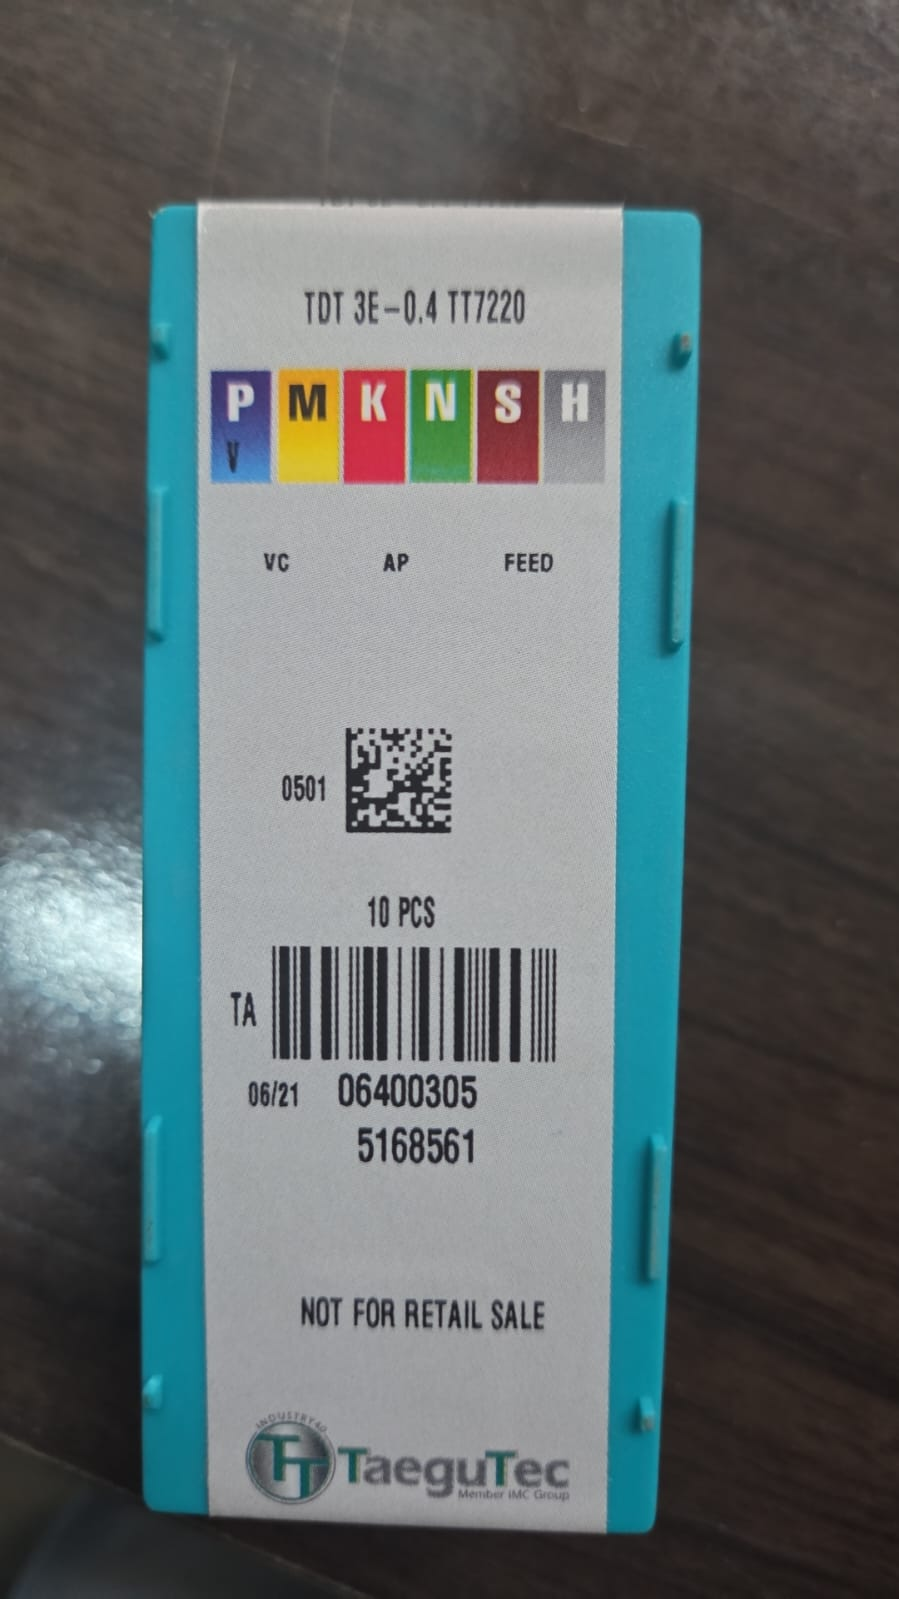 TDT 3E-0.4 TT7220
P M K N S H
V
VC AP FEED
0501
10 PCS
TA
06/21 06400305
5168561
NOT FOR RETAIL SALE
INDUSTRY4.0
TT TaeguTec
Member IMC Group